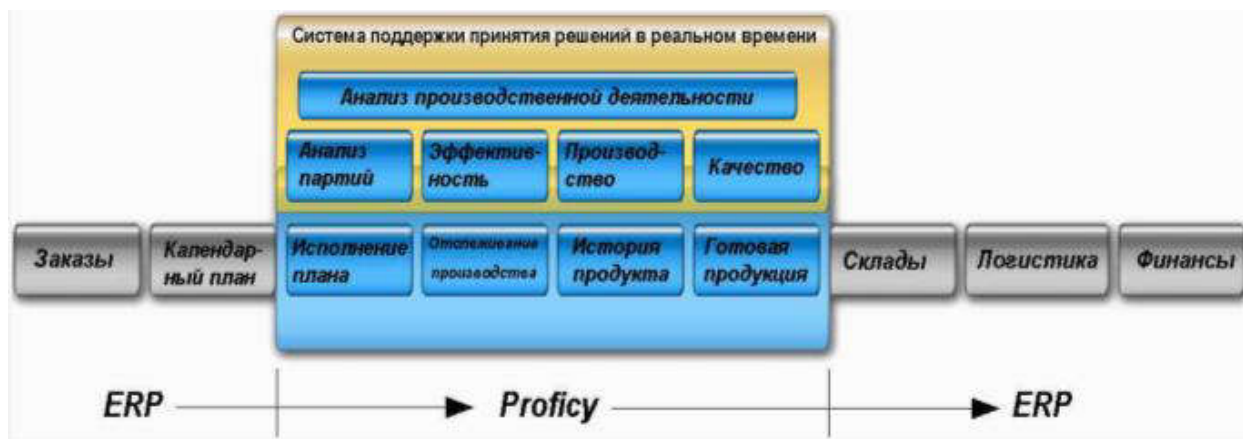 Система поддержки принятия решений в реальном времени
Анализ производственной деятельности
Анализ
партий
Эффектив-
ность
Производ-
ство
Качество
Заказы
Календар-
ный план
Исполнение
плана
Отслеживание
производства
История
продукта
Готовая
продукция
Склады
Логистика
Финансы
ERP
Proficy
ERP